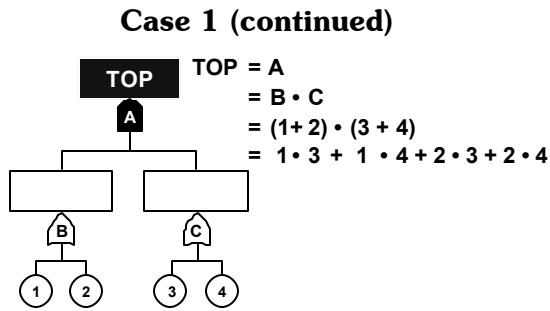 Case 1 (continued)
TOP
TOP = A
A
= B • C
= (1+ 2) • (3 + 4)
= 1 • 3 + 1 • 4 + 2 • 3 + 2 • 4
B
C
1
2
3
4